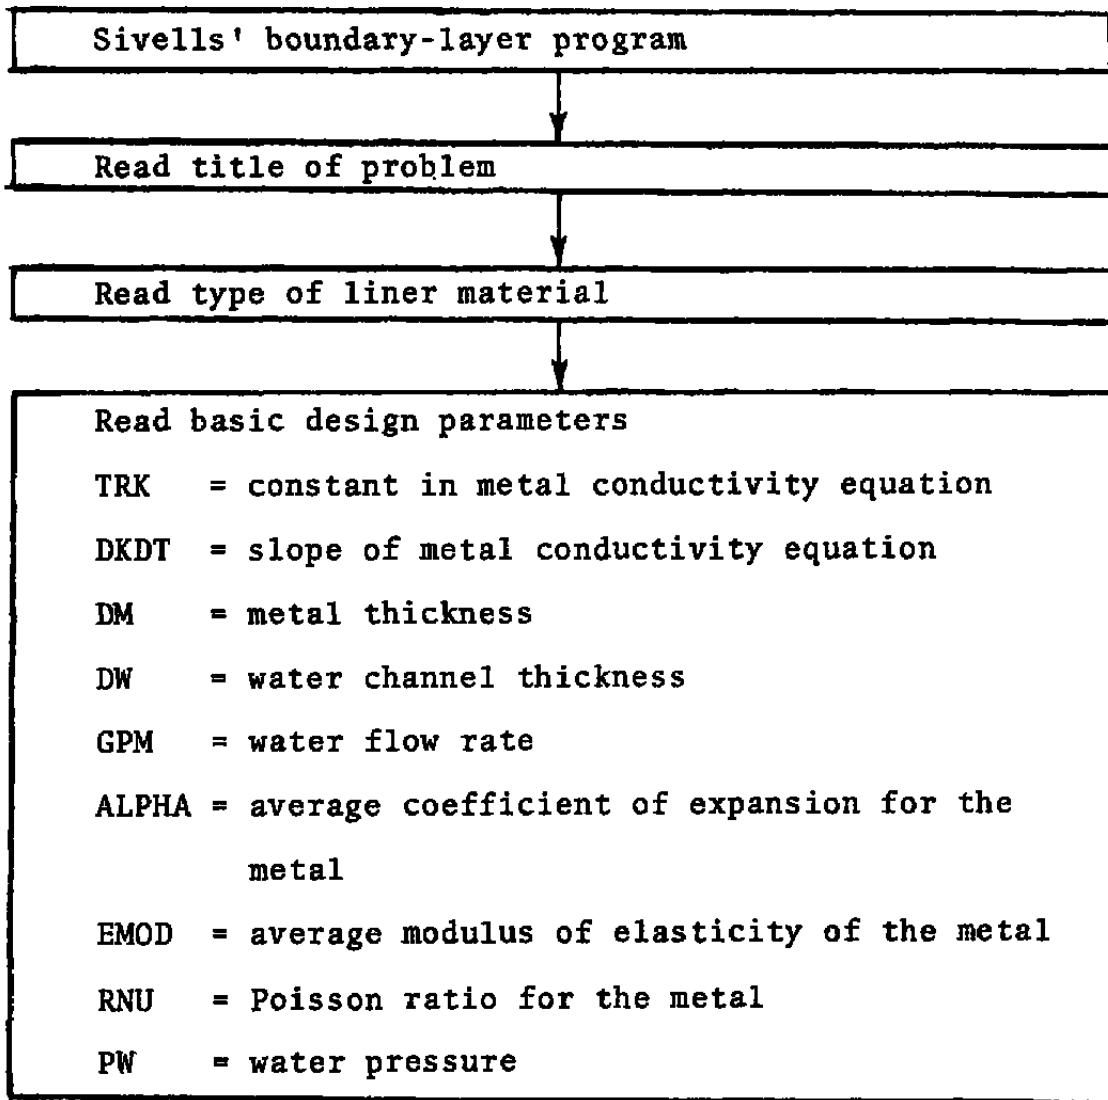 Sivells' boundary-layer program
Read title of problem
Read type of liner material
Read basic design parameters
TRK = constant in metal conductivity equation
DKDT = slope of metal conductivity equation
DM = metal thickness
DW = water channel thickness
GPM = water flow rate
ALPHA = average coefficient of expansion for the
metal
EMOD = average modulus of elasticity of the metal
RNU = Poisson ratio for the metal
PW = water pressure